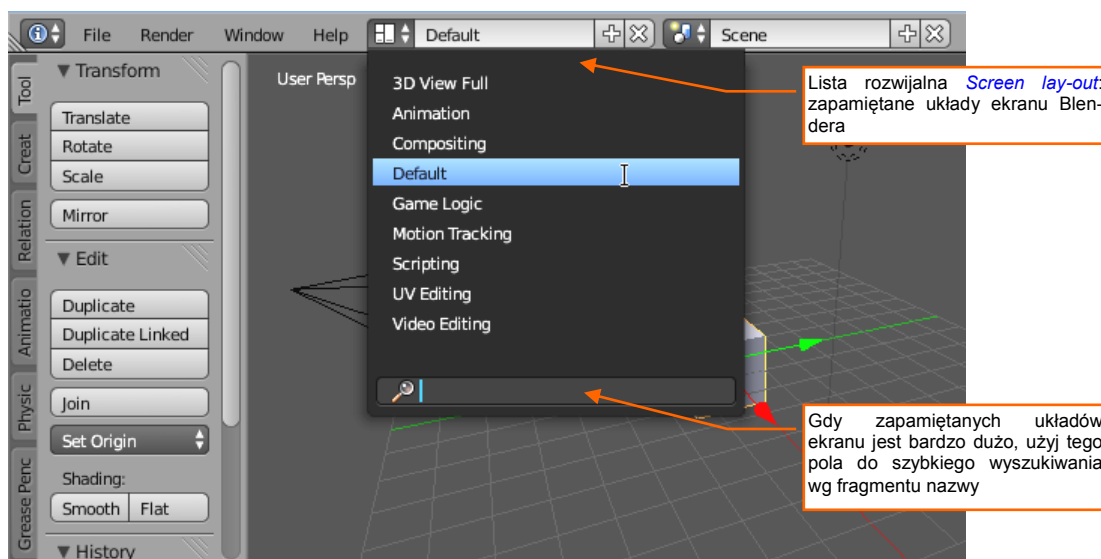 File Render Window Help Default Scene
Tool
Creat
Relation
Animatio
Physic
Grease Penc
Transform
Translate
Rotate
Scale
Mirror
Edit
Duplicate
Duplicate Linked
Delete
Join
Set Origin
Shading:
Smooth Flat
History
User Persp
3D View Full
Animation
Compositing
Default
Game Logic
Motion Tracking
Scripting
UV Editing
Video Editing
Lista rozwijalna Screen lay-out:
zapamiętane układy ekranu Blen-
dera
Gdy zapamiętanych układów
ekranu jest bardzo dużo, użyj tego
pola do szybkiego wyszukiwania
wg fragmentu nazwy